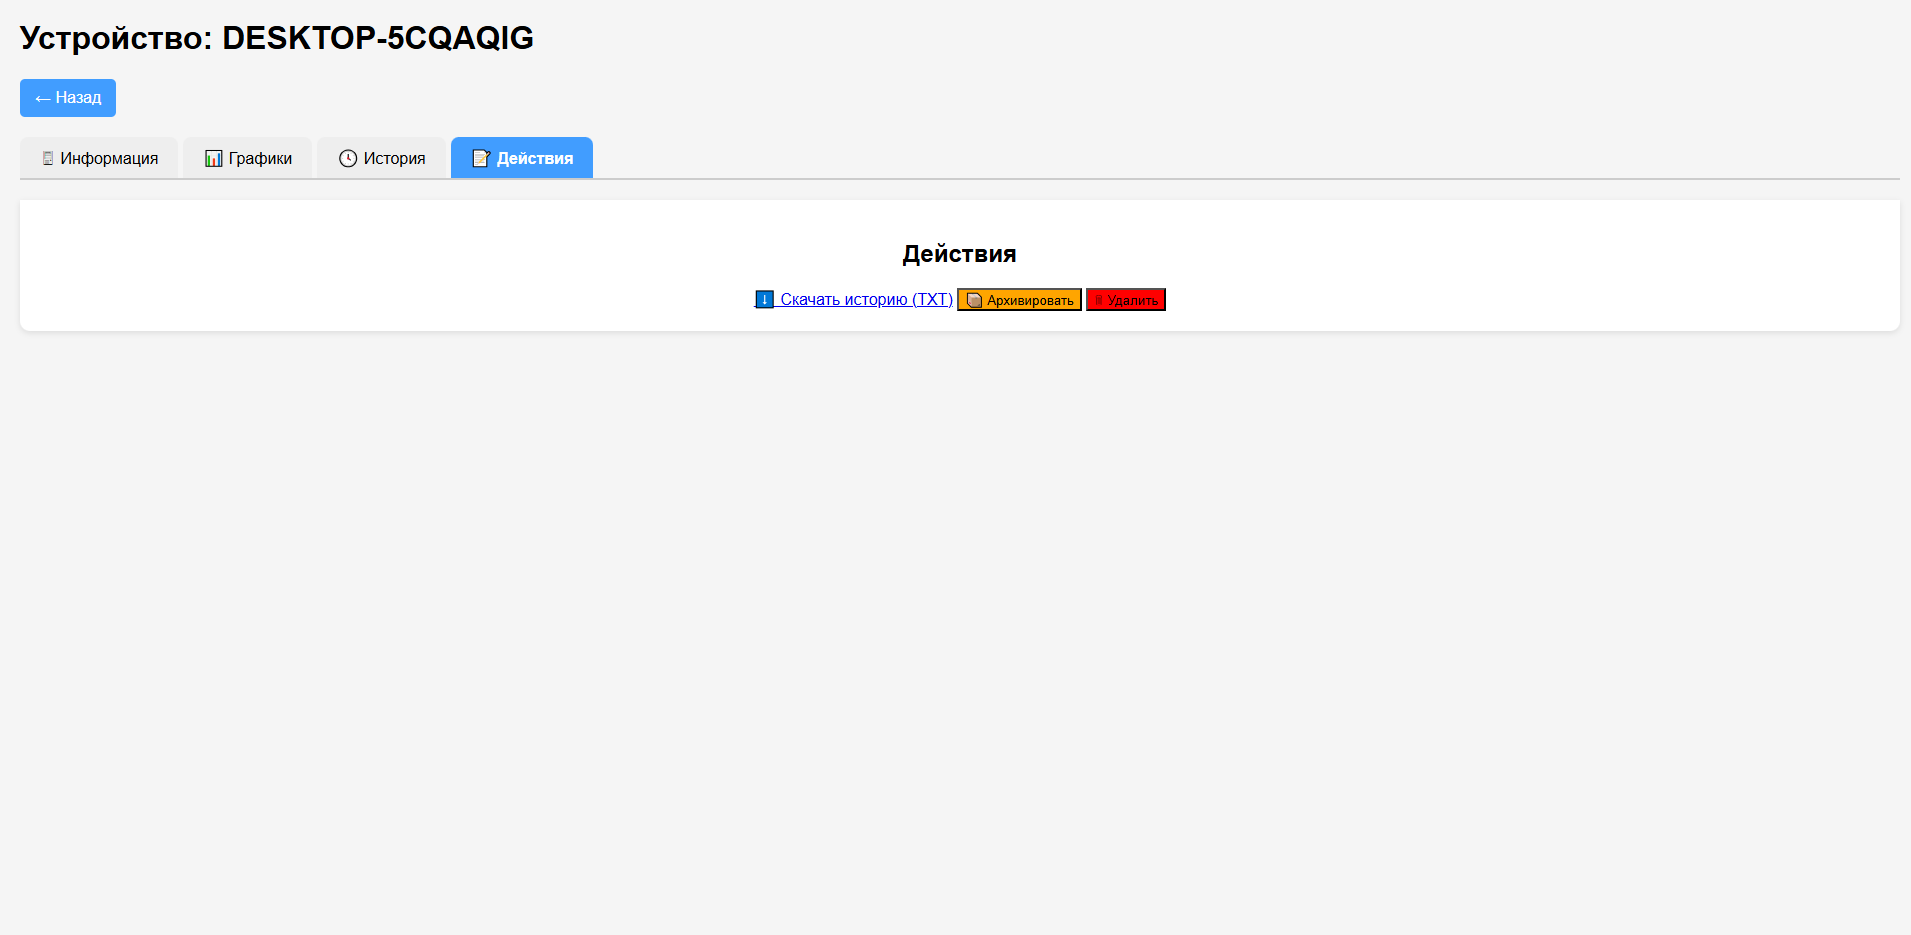 Устройство: DESKTOP-5CQAQIG
← Назад
Информация Графики История Действия
Действия
Скачать историю (TXT) Архивировать Удалить